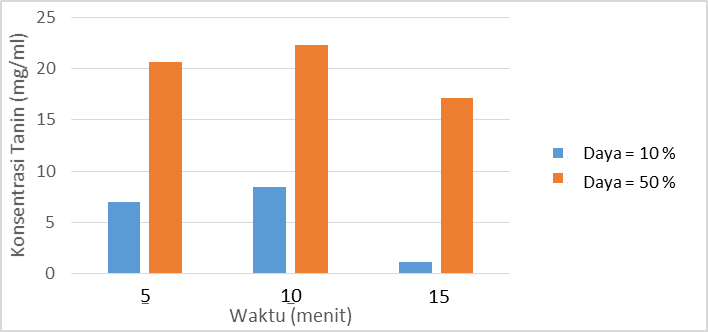 Konsentrasi Tanin (mg/ml)
25
20
15
10
5
0
5
10
15
Waktu (menit)
Daya = 10 %
Daya = 50 %